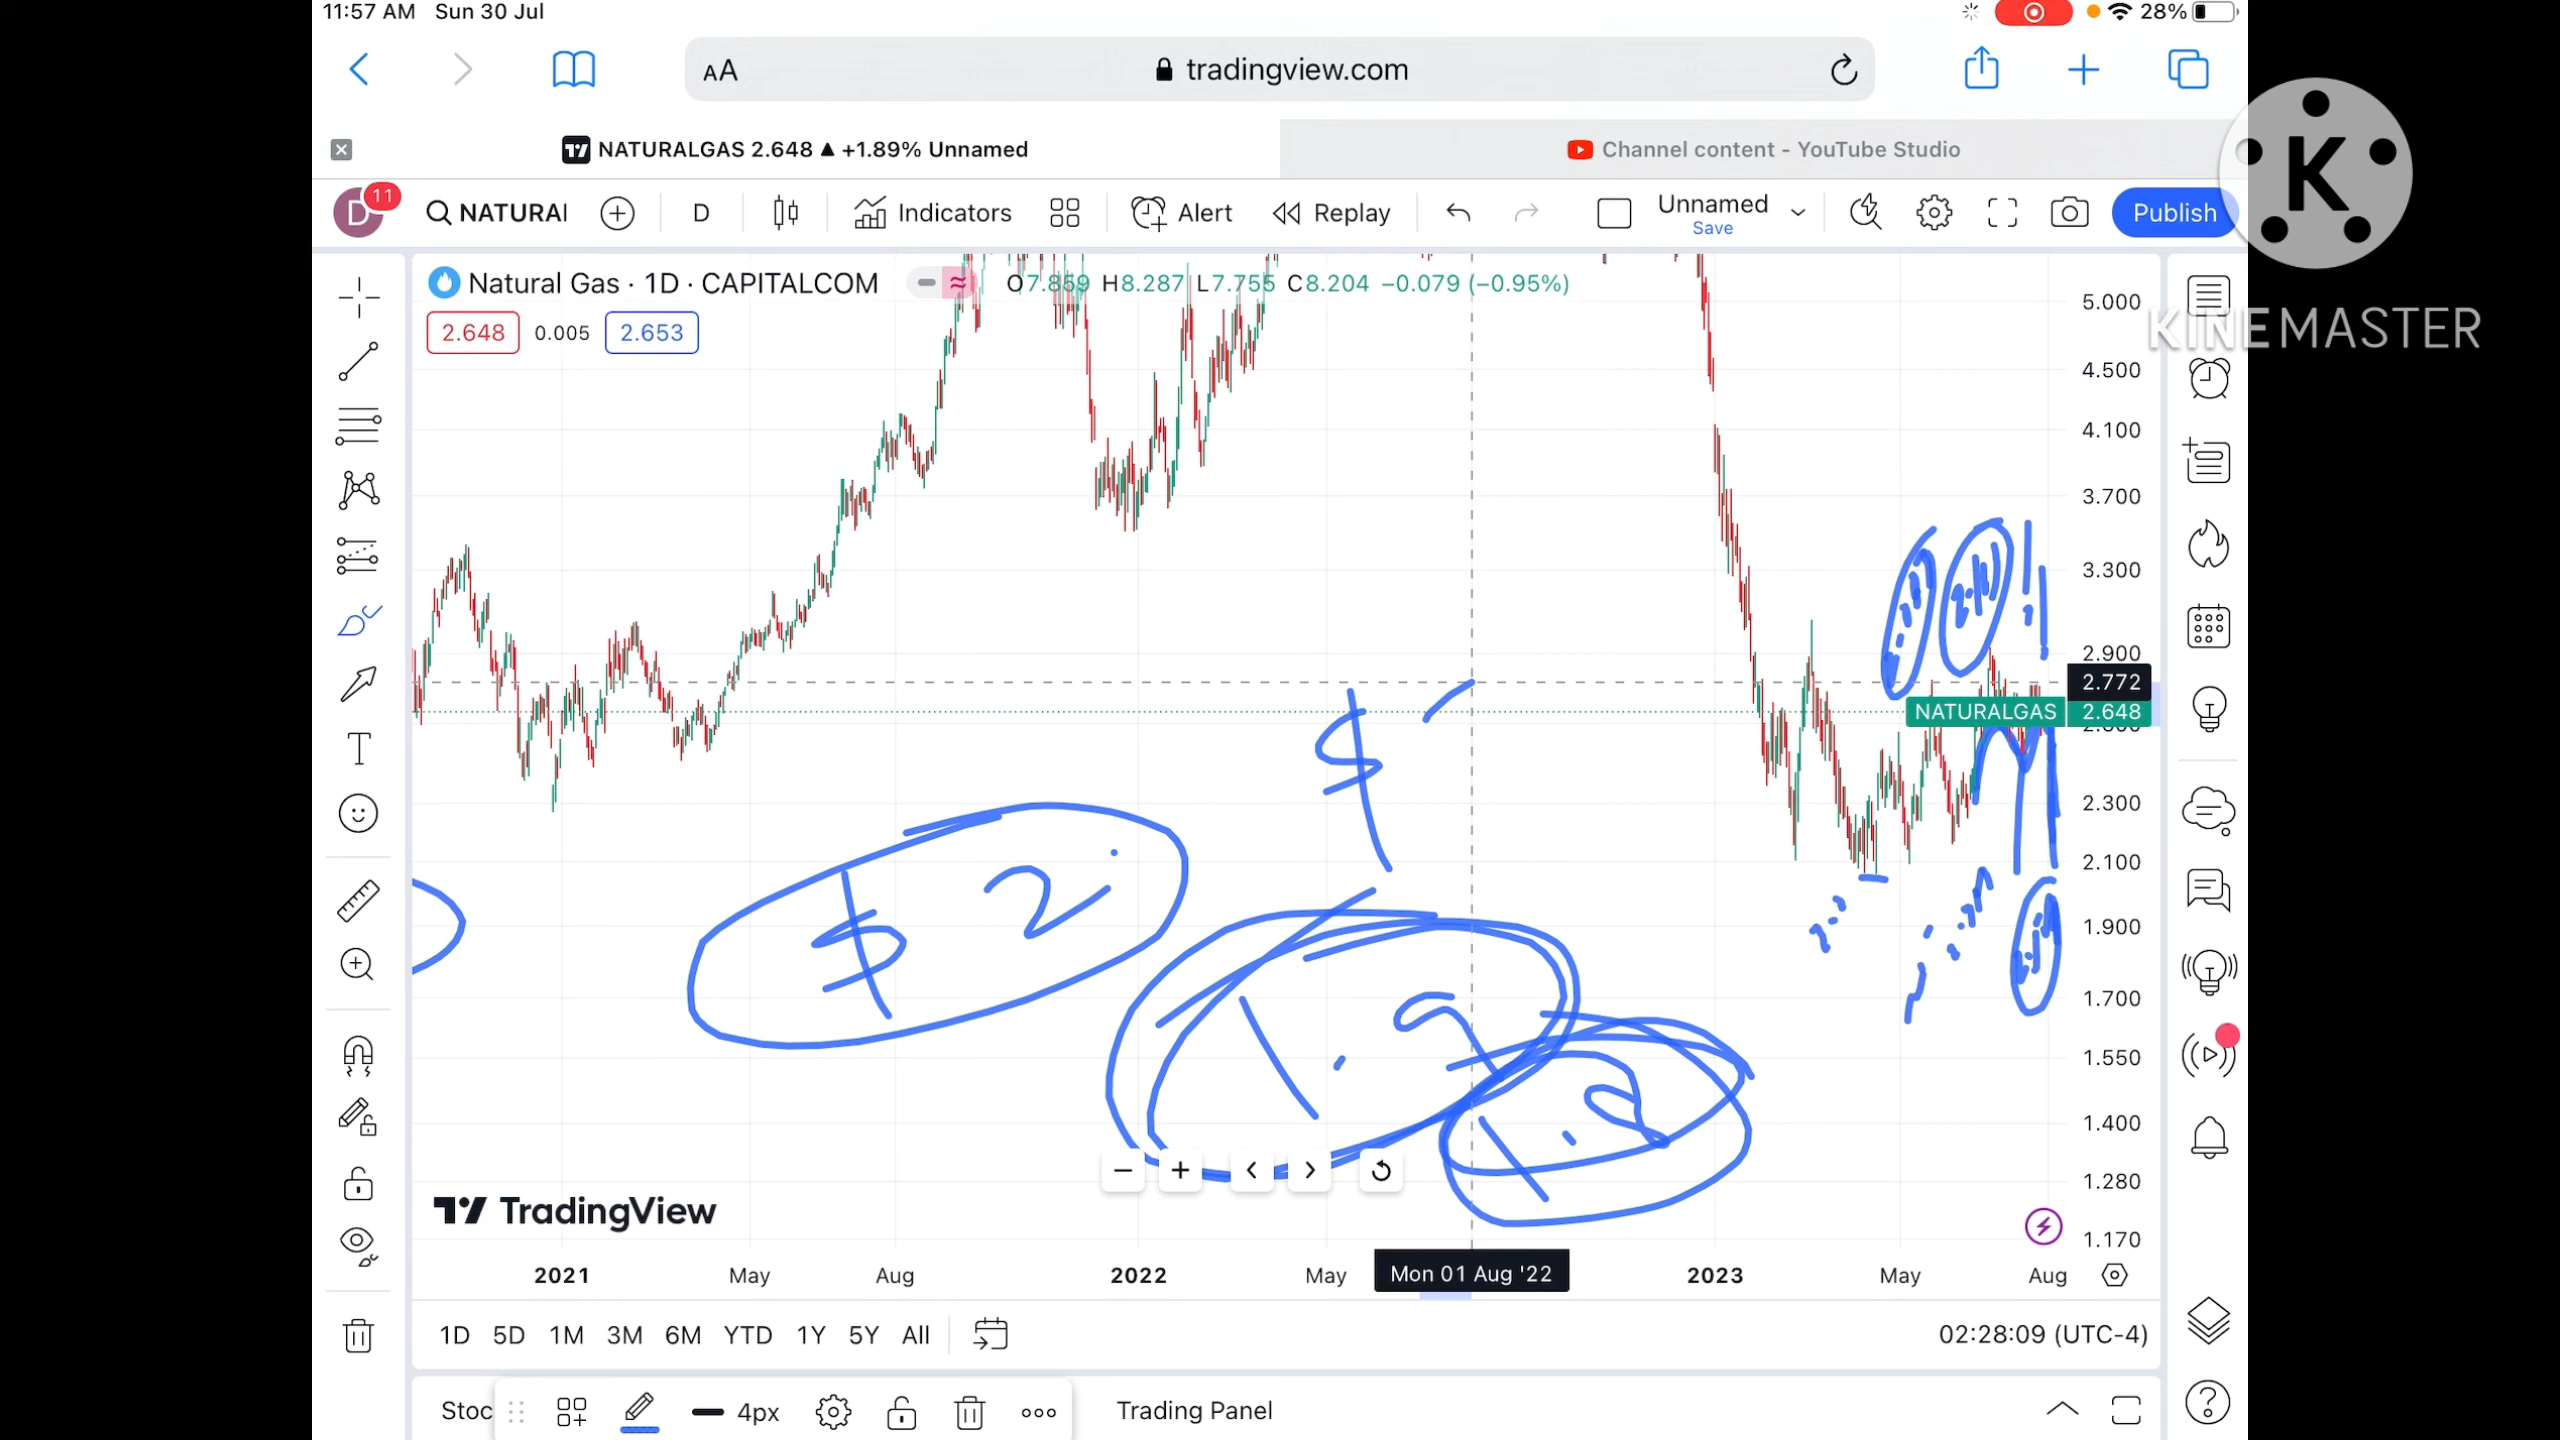 11:57 AM Sun 30 Jul 28%
AA tradingview.com
NATURALGAS 2.648 ▲ +1.89% Unnamed
Channel content - YouTube Studio
K
KINEMASTER
D 11 NATURAL D Indicators Alert Replay Unnamed Save Publish
Natural Gas · 1D · CAPITALCOM O7.859 H8.287 L7.755 C8.204 −0.079 (−0.95%)
2.648 0.005 2.653
5.000
4.500
4.100
3.700
3.300
2.900
2.772
NATURALGAS 2.648
2.600
2.300
2.100
1.900
1.700
1.550
1.400
1.280
1.170
$
$ 2
1.9
1.2
TradingView
2021 May Aug 2022 May Mon 01 Aug '22 2023 May Aug
1D 5D 1M 3M 6M YTD 1Y 5Y All 02:28:09 (UTC-4)
Stoc 4px Trading Panel